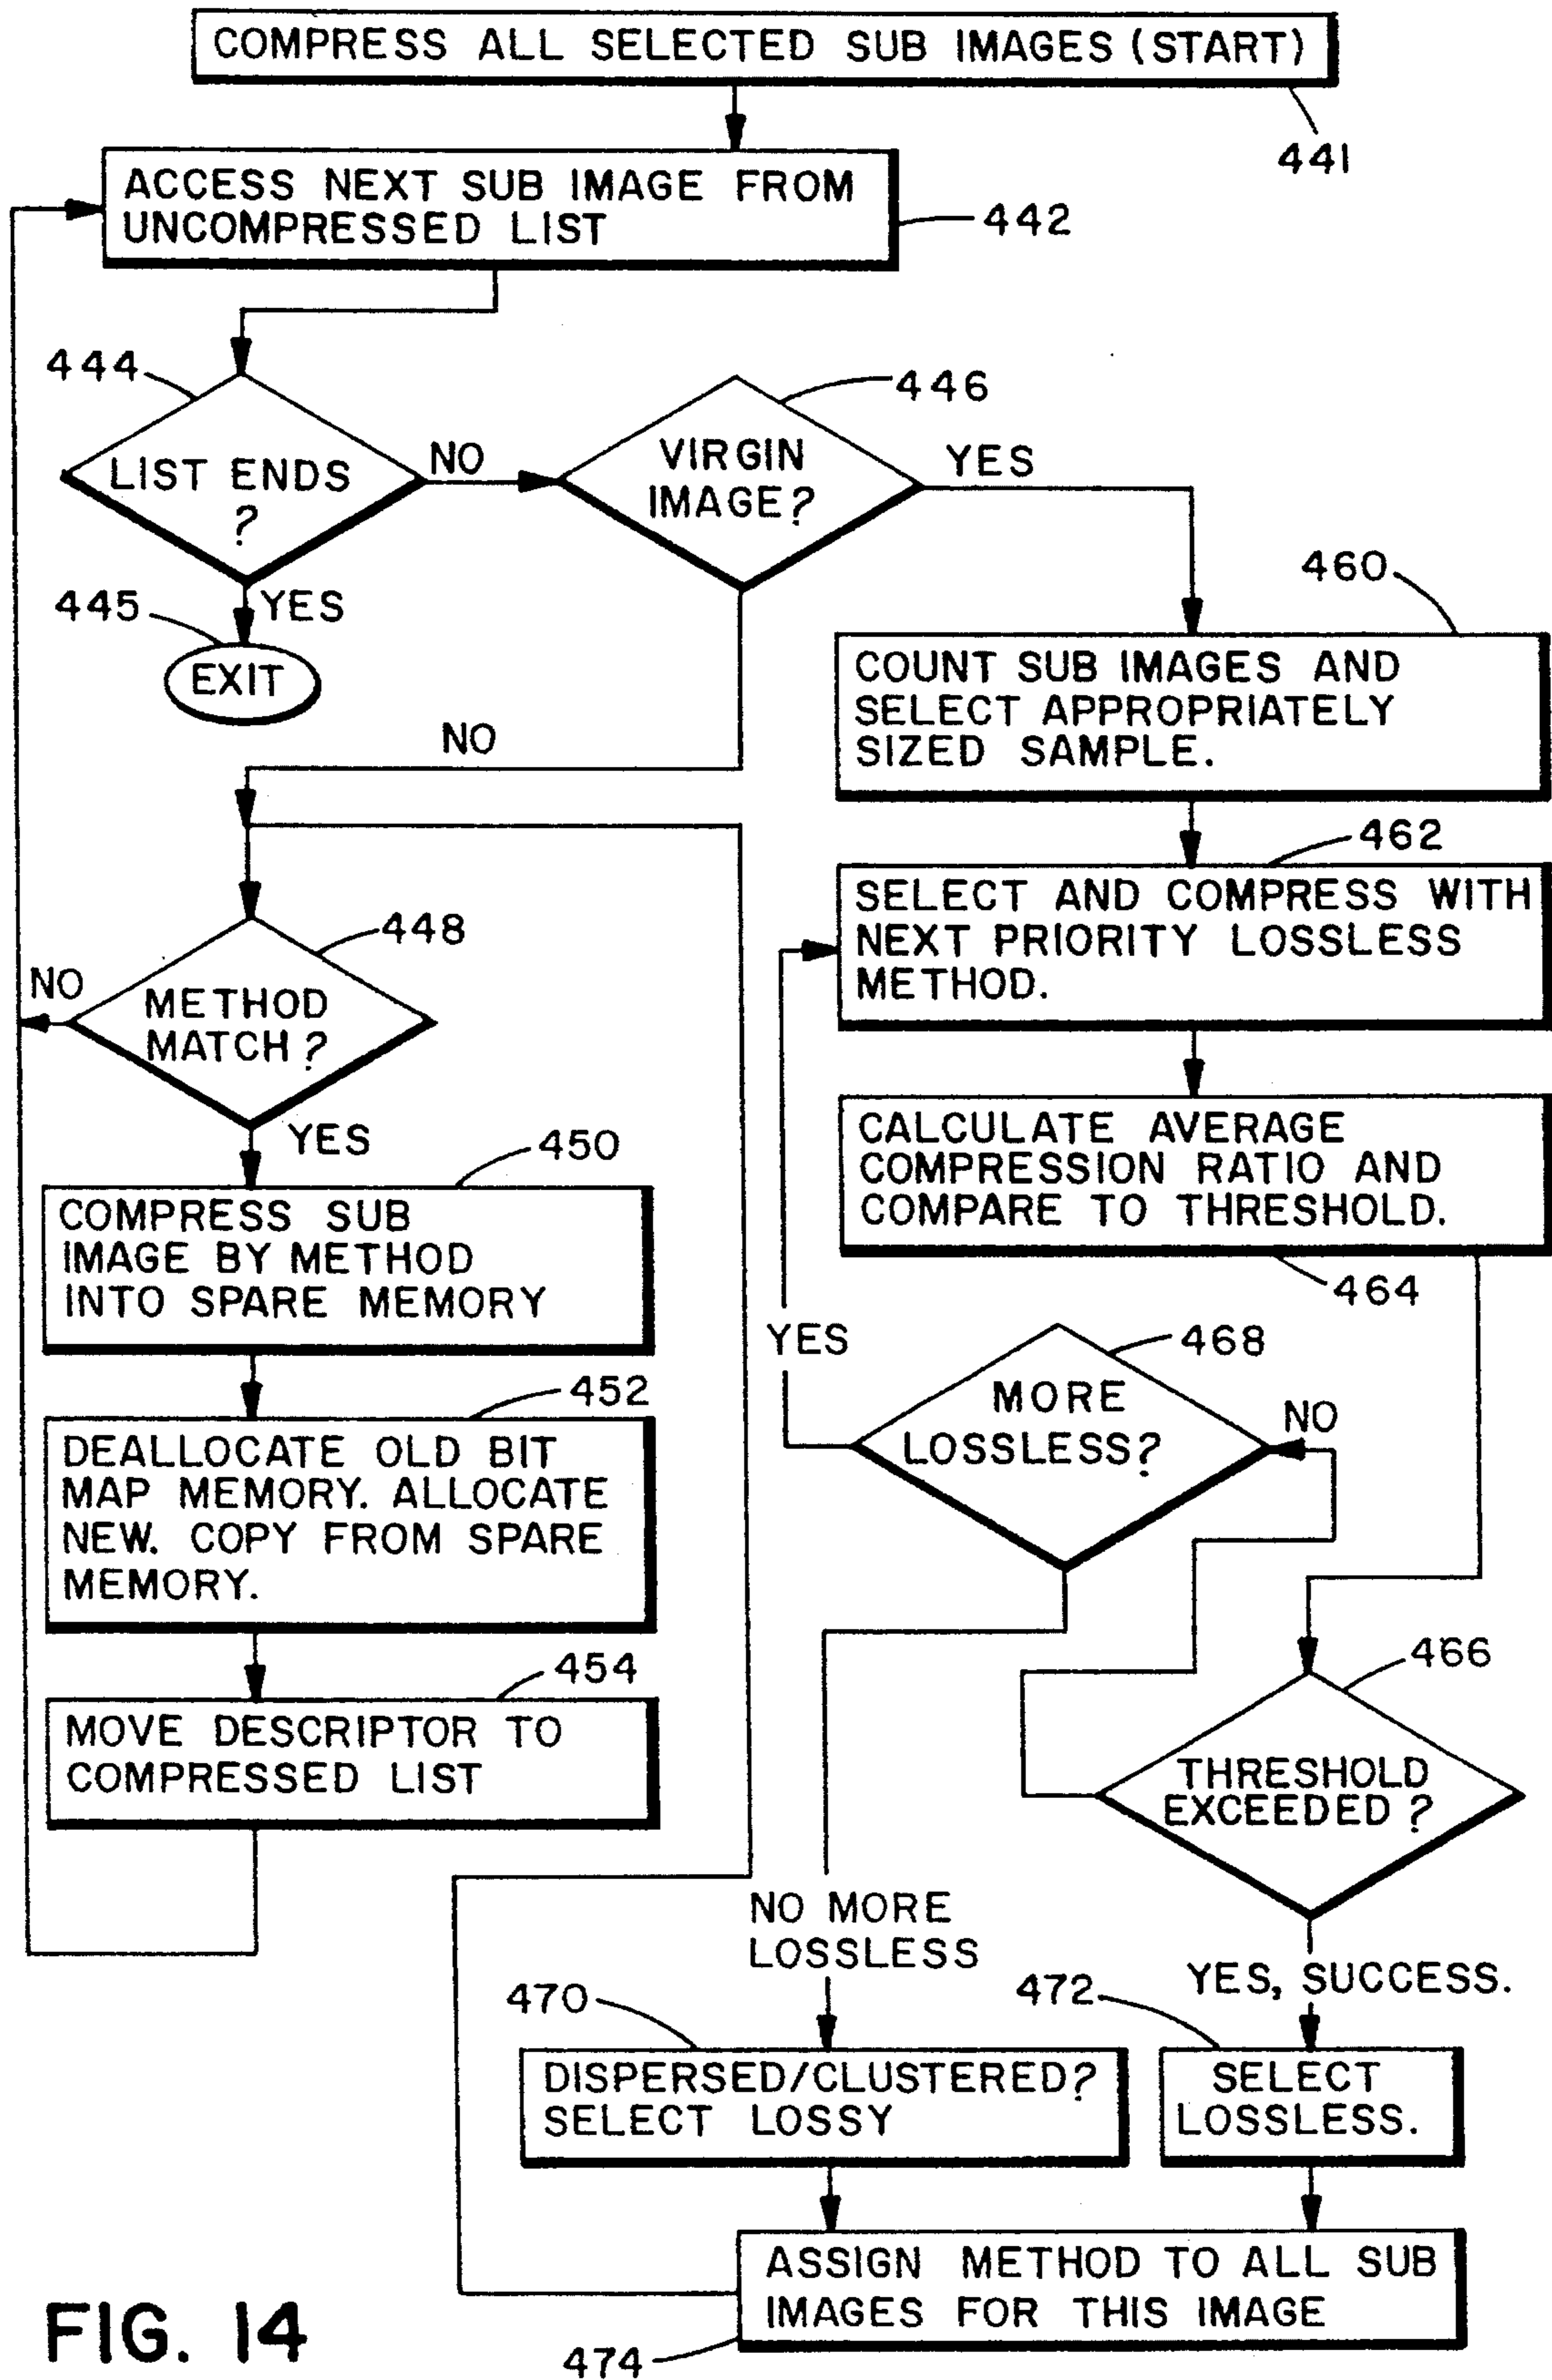 COMPRESS ALL SELECTED SUB IMAGES (START)
441
ACCESS NEXT SUB IMAGE FROM
UNCOMPRESSED LIST
442
444
LIST ENDS
?
NO
446
VIRGIN
IMAGE?
YES
445
YES
EXIT
NO
460
COUNT SUB IMAGES AND
SELECT APPROPRIATELY
SIZED SAMPLE.
462
SELECT AND COMPRESS WITH
NEXT PRIORITY LOSSLESS
METHOD.
448
NO
METHOD
MATCH?
YES
CALCULATE AVERAGE
COMPRESSION RATIO AND
COMPARE TO THRESHOLD.
464
450
COMPRESS SUB
IMAGE BY METHOD
INTO SPARE MEMORY
YES
468
MORE
LOSSLESS?
NO
452
DEALLOCATE OLD BIT
MAP MEMORY. ALLOCATE
NEW. COPY FROM SPARE
MEMORY.
454
MOVE DESCRIPTOR TO
COMPRESSED LIST
466
THRESHOLD
EXCEEDED?
NO MORE
LOSSLESS
YES, SUCCESS.
470
DISPERSED/CLUSTERED?
SELECT LOSSY
472
SELECT
LOSSLESS.
ASSIGN METHOD TO ALL SUB
IMAGES FOR THIS IMAGE
474
FIG. 14